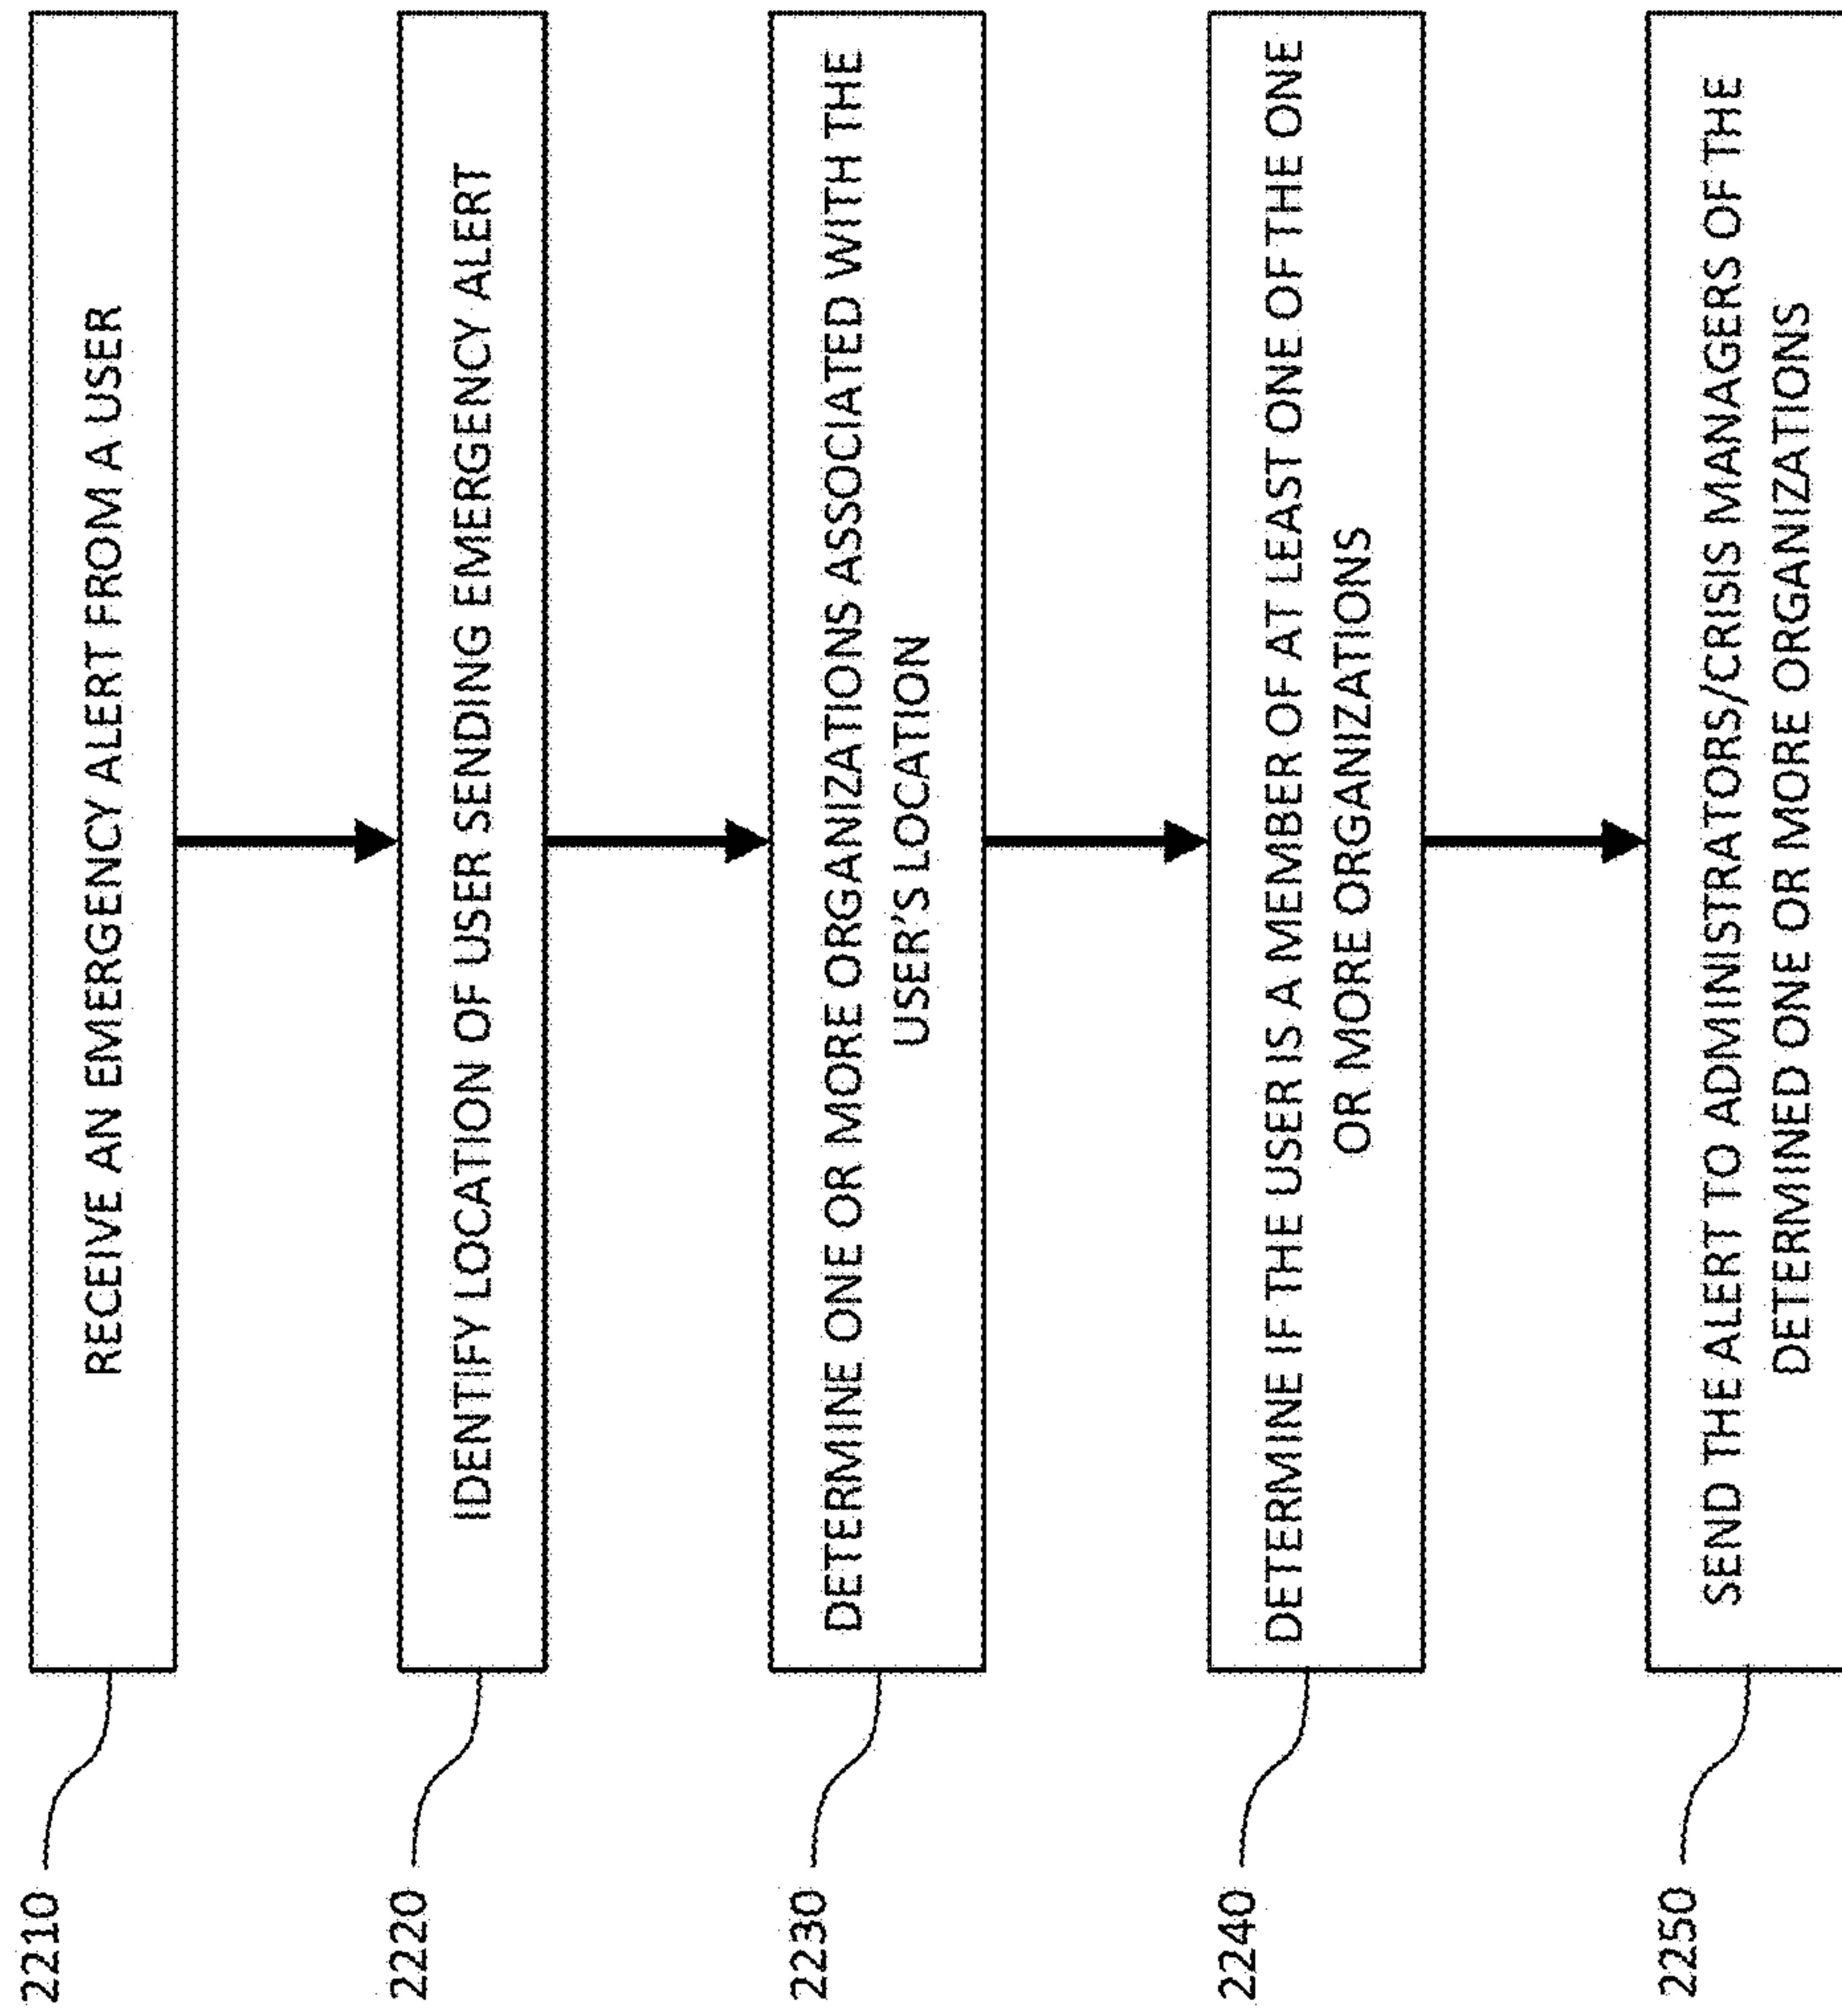 2210
RECEIVE AN EMERGENCY ALERT FROM A USER
2220
IDENTIFY LOCATION OF USER SENDING EMERGENCY ALERT
2230
DETERMINE ONE OR MORE ORGANIZATIONS ASSOCIATED WITH THE
USER'S LOCATION
2240
DETERMINE IF THE USER IS A MEMBER OF AT LEAST ONE OF THE ONE
OR MORE ORGANIZATIONS
2250
SEND THE ALERT TO ADMINISTRATORS/CRISIS MANAGERS OF THE
DETERMINED ONE OR MORE ORGANIZATIONS